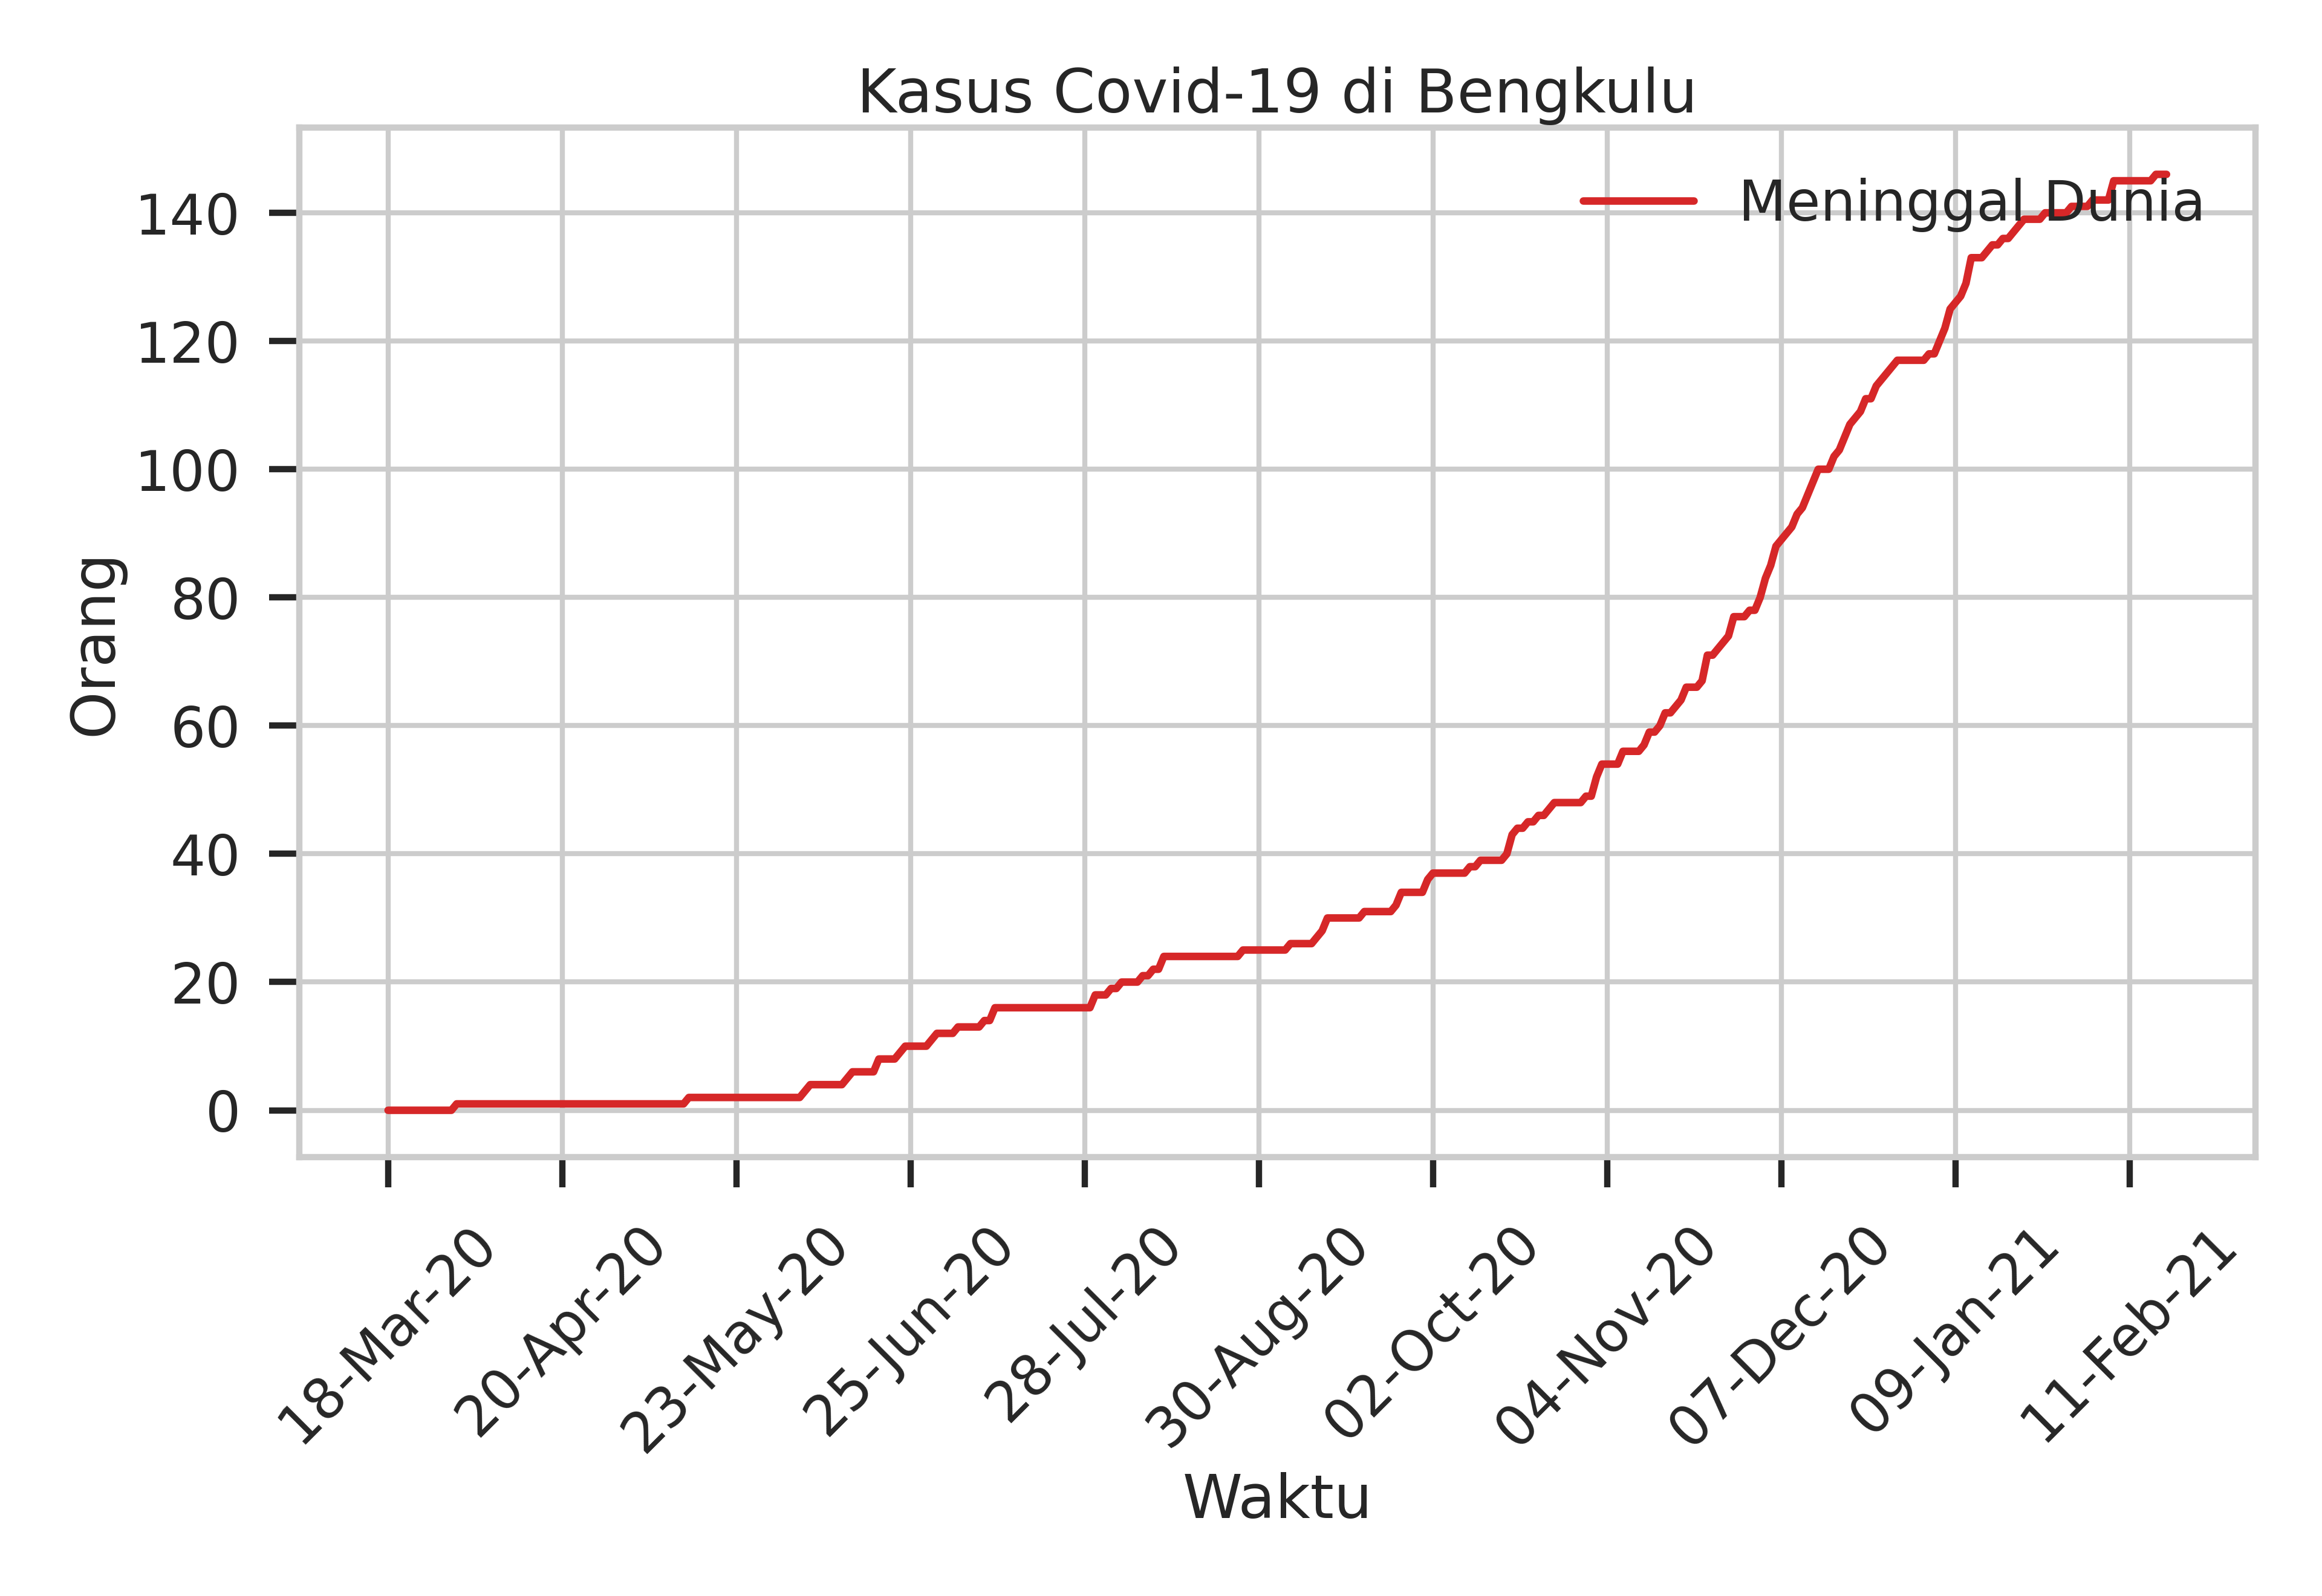 Kasus Covid-19 di Bengkulu
Meninggal Dunia
Orang
140
120
100
80
60
40
20
0
18-Mar-20
20-Apr-20
23-May-20
25-Jun-20
28-Jul-20
30-Aug-20
02-Oct-20
04-Nov-20
07-Dec-20
09-Jan-21
11-Feb-21
Waktu